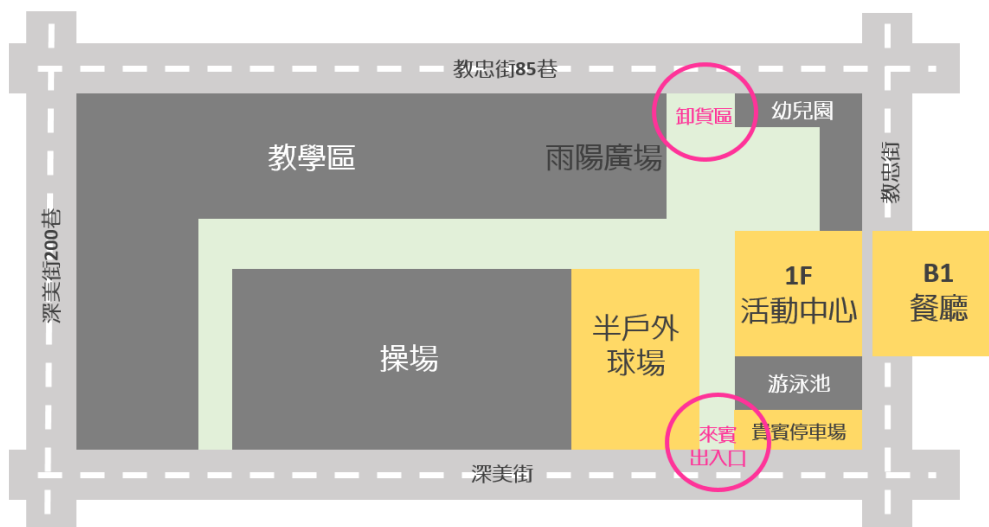 教忠街85巷
卸貨區
幼兒園
教學區
雨陽廣場
教忠街
深美街200巷
1F
活動中心
B1
餐廳
半戶外
球場
操場
游泳池
來賓
出入口
貴賓停車場
深美街